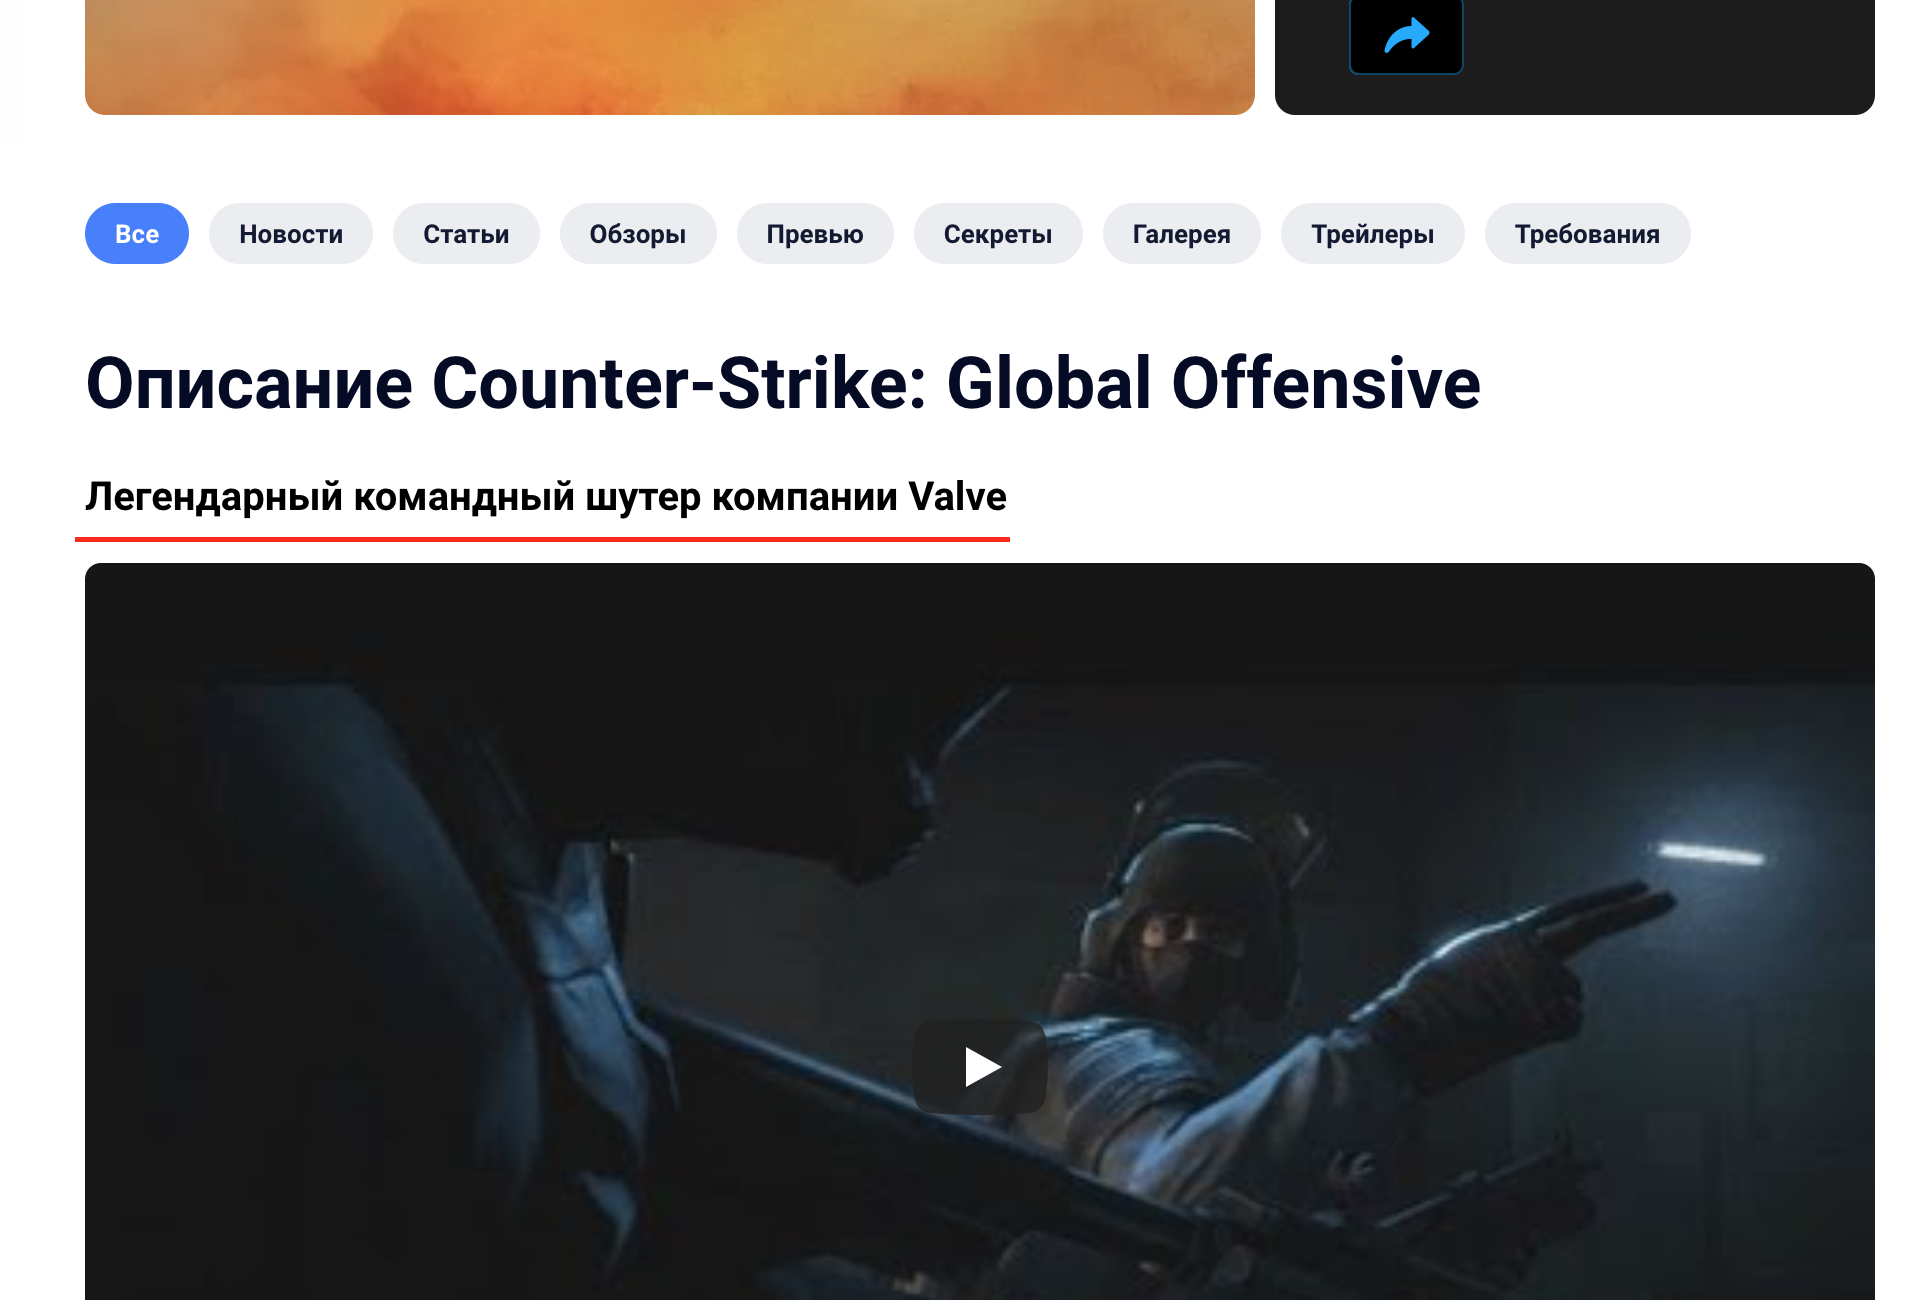 Все Новости Статьи Обзоры Превью Секреты Галерея Трейлеры Требования
Описание Counter-Strike: Global Offensive
Легендарный командный шутер компании Valve